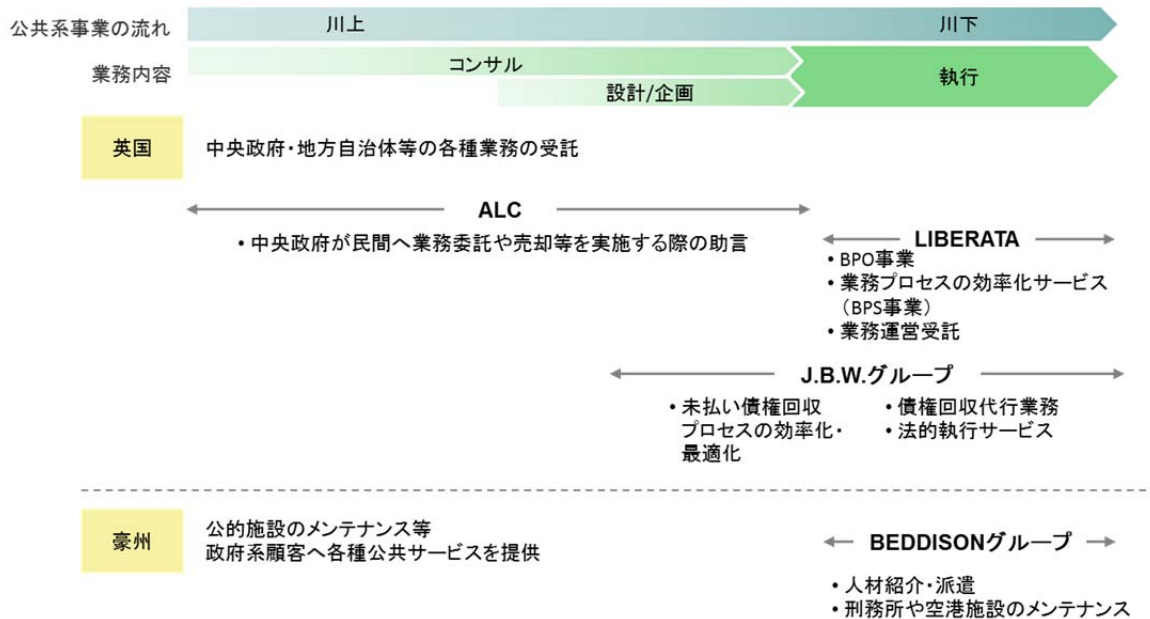 公共系事業の流れ
川上
川下
業務内容
コンサル
設計/企画
執行
英国
中央政府・地方自治体等の各種業務の受託
ALC
• 中央政府が民間へ業務委託や売却等を実施する際の助言
LIBERATA
• BPO事業
• 業務プロセスの効率化サービス
（BPS事業）
• 業務運営受託
J.B.W.グループ
• 未払い債権回収
プロセスの効率化・
最適化
• 債権回収代行業務
• 法的執行サービス
豪州
公的施設のメンテナンス等
政府系顧客へ各種公共サービスを提供
BEDDISONグループ
• 人材紹介・派遣
• 刑務所や空港施設のメンテナンス